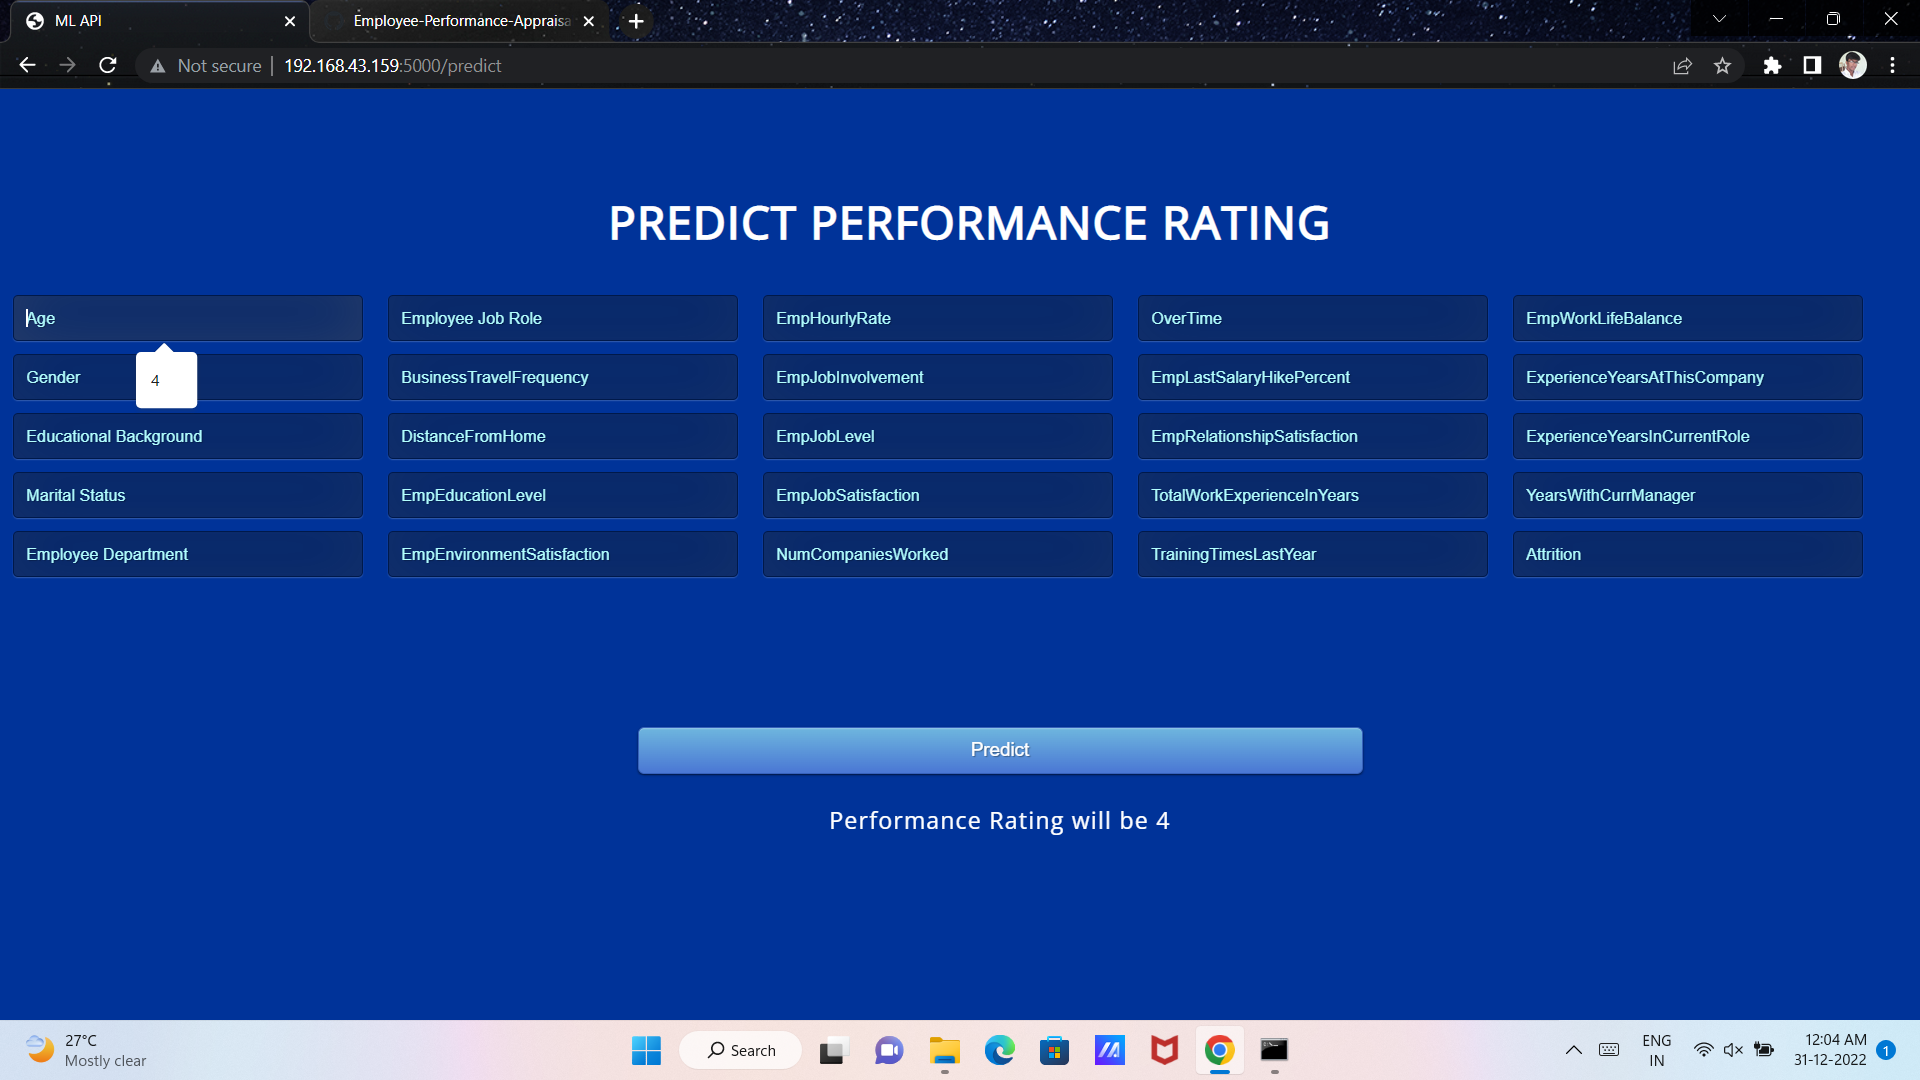 ML API
Employee-Performance-Appraisa
Not secure
192.168.43.159:5000/predict
PREDICT PERFORMANCE RATING
Age
Employee Job Role
EmpHourlyRate
OverTime
EmpWorkLifeBalance
Gender
4
BusinessTravelFrequency
EmpJobInvolvement
EmpLastSalaryHikePercent
ExperienceYearsAtThisCompany
Educational Background
DistanceFromHome
EmpJobLevel
EmpRelationshipSatisfaction
ExperienceYearsInCurrentRole
Marital Status
EmpEducationLevel
EmpJobSatisfaction
TotalWorkExperienceInYears
YearsWithCurrManager
Employee Department
EmpEnvironmentSatisfaction
NumCompaniesWorked
TrainingTimesLastYear
Attrition
Predict
Performance Rating will be 4
27°C
Mostly clear
Search
ENG
IN
12:04 AM
31-12-2022
1